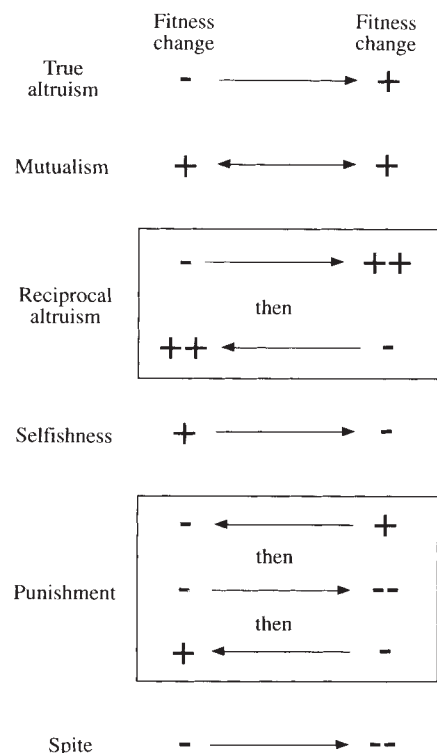 Fitness change Fitness change
True altruism - +
Mutualism + +
- ++
Reciprocal altruism then
++ -
Selfishness + -
- +
then
Punishment - --
then
+ -
Spite - --